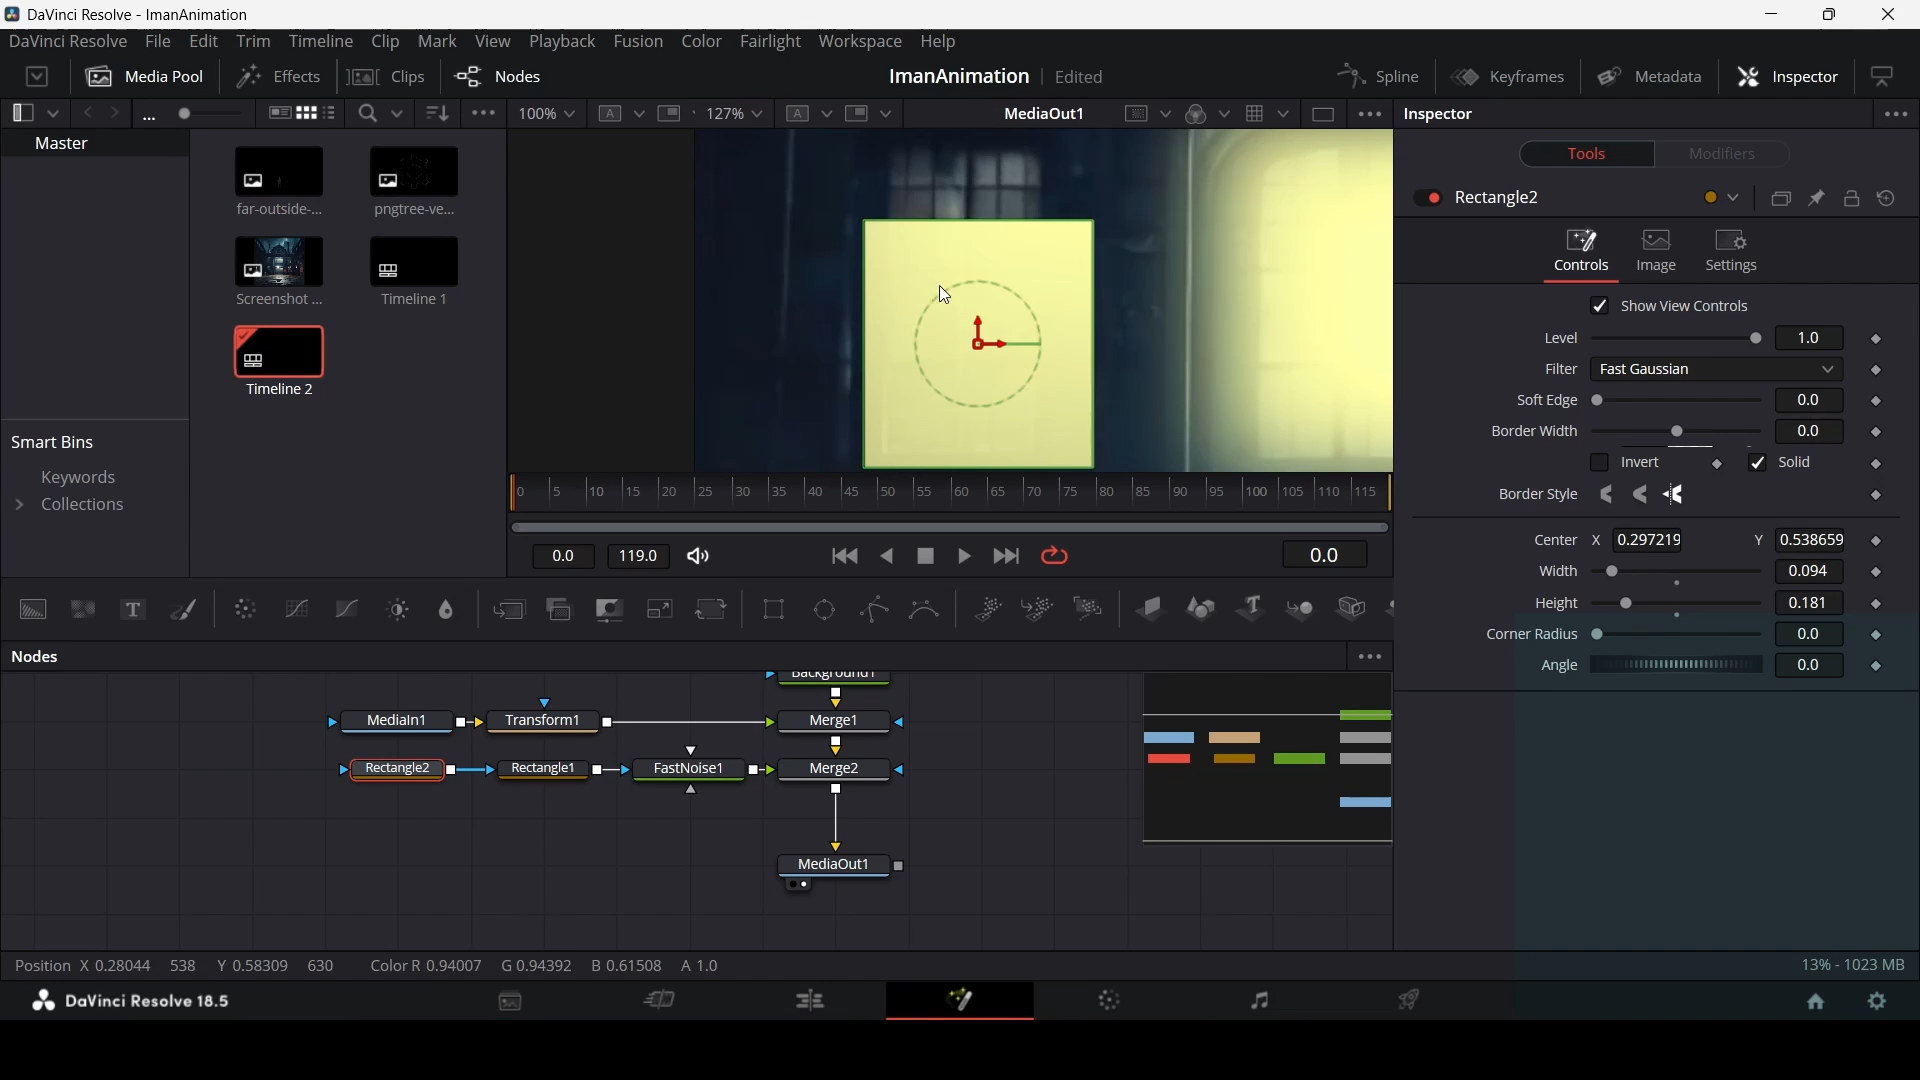 DaVinci Resolve - ImanAnimation
DaVinci Resolve File Edit Trim Timeline Clip Mark View Playback Fusion Color Fairlight Workspace Help
Media Pool Effects Clips Nodes ImanAnimation Edited Spline Keyframes Metadata Inspector
... 100% A 127% A MediaOut1 Inspector
Master
far-outside-... pngtree-ve...
Screenshot ... Timeline 1
Timeline 2
Smart Bins
Keywords
Collections
Tools Modifiers
Rectangle2
Controls Image Settings
Show View Controls
Level 1.0
Filter Fast Gaussian
Soft Edge 0.0
Border Width 0.0
Invert Solid
Border Style
Center X 0.297219 Y 0.538659
Width 0.094
Height 0.181
Corner Radius 0.0
Angle 0.0
0 5 10 15 20 25 30 35 40 45 50 55 60 65 70 75 80 85 90 95 100 105 110 115
0.0 119.0 0.0
T T
Nodes
Background1
MediaIn1 Transform1 Merge1
Rectangle2 Rectangle1 FastNoise1 Merge2
MediaOut1
Position X 0.28044 538 Y 0.58309 630 Color R 0.94007 G 0.94392 B 0.61508 A 1.0 13% - 1023 MB
DaVinci Resolve 18.5